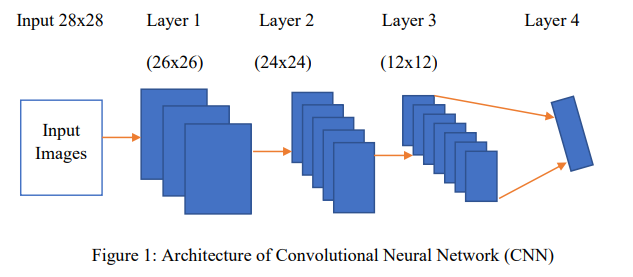 Input 28x28 Layer 1 Layer 2 Layer 3 Layer 4
(26x26) (24x24) (12x12)
Input
Images
Figure 1: Architecture of Convolutional Neural Network (CNN)